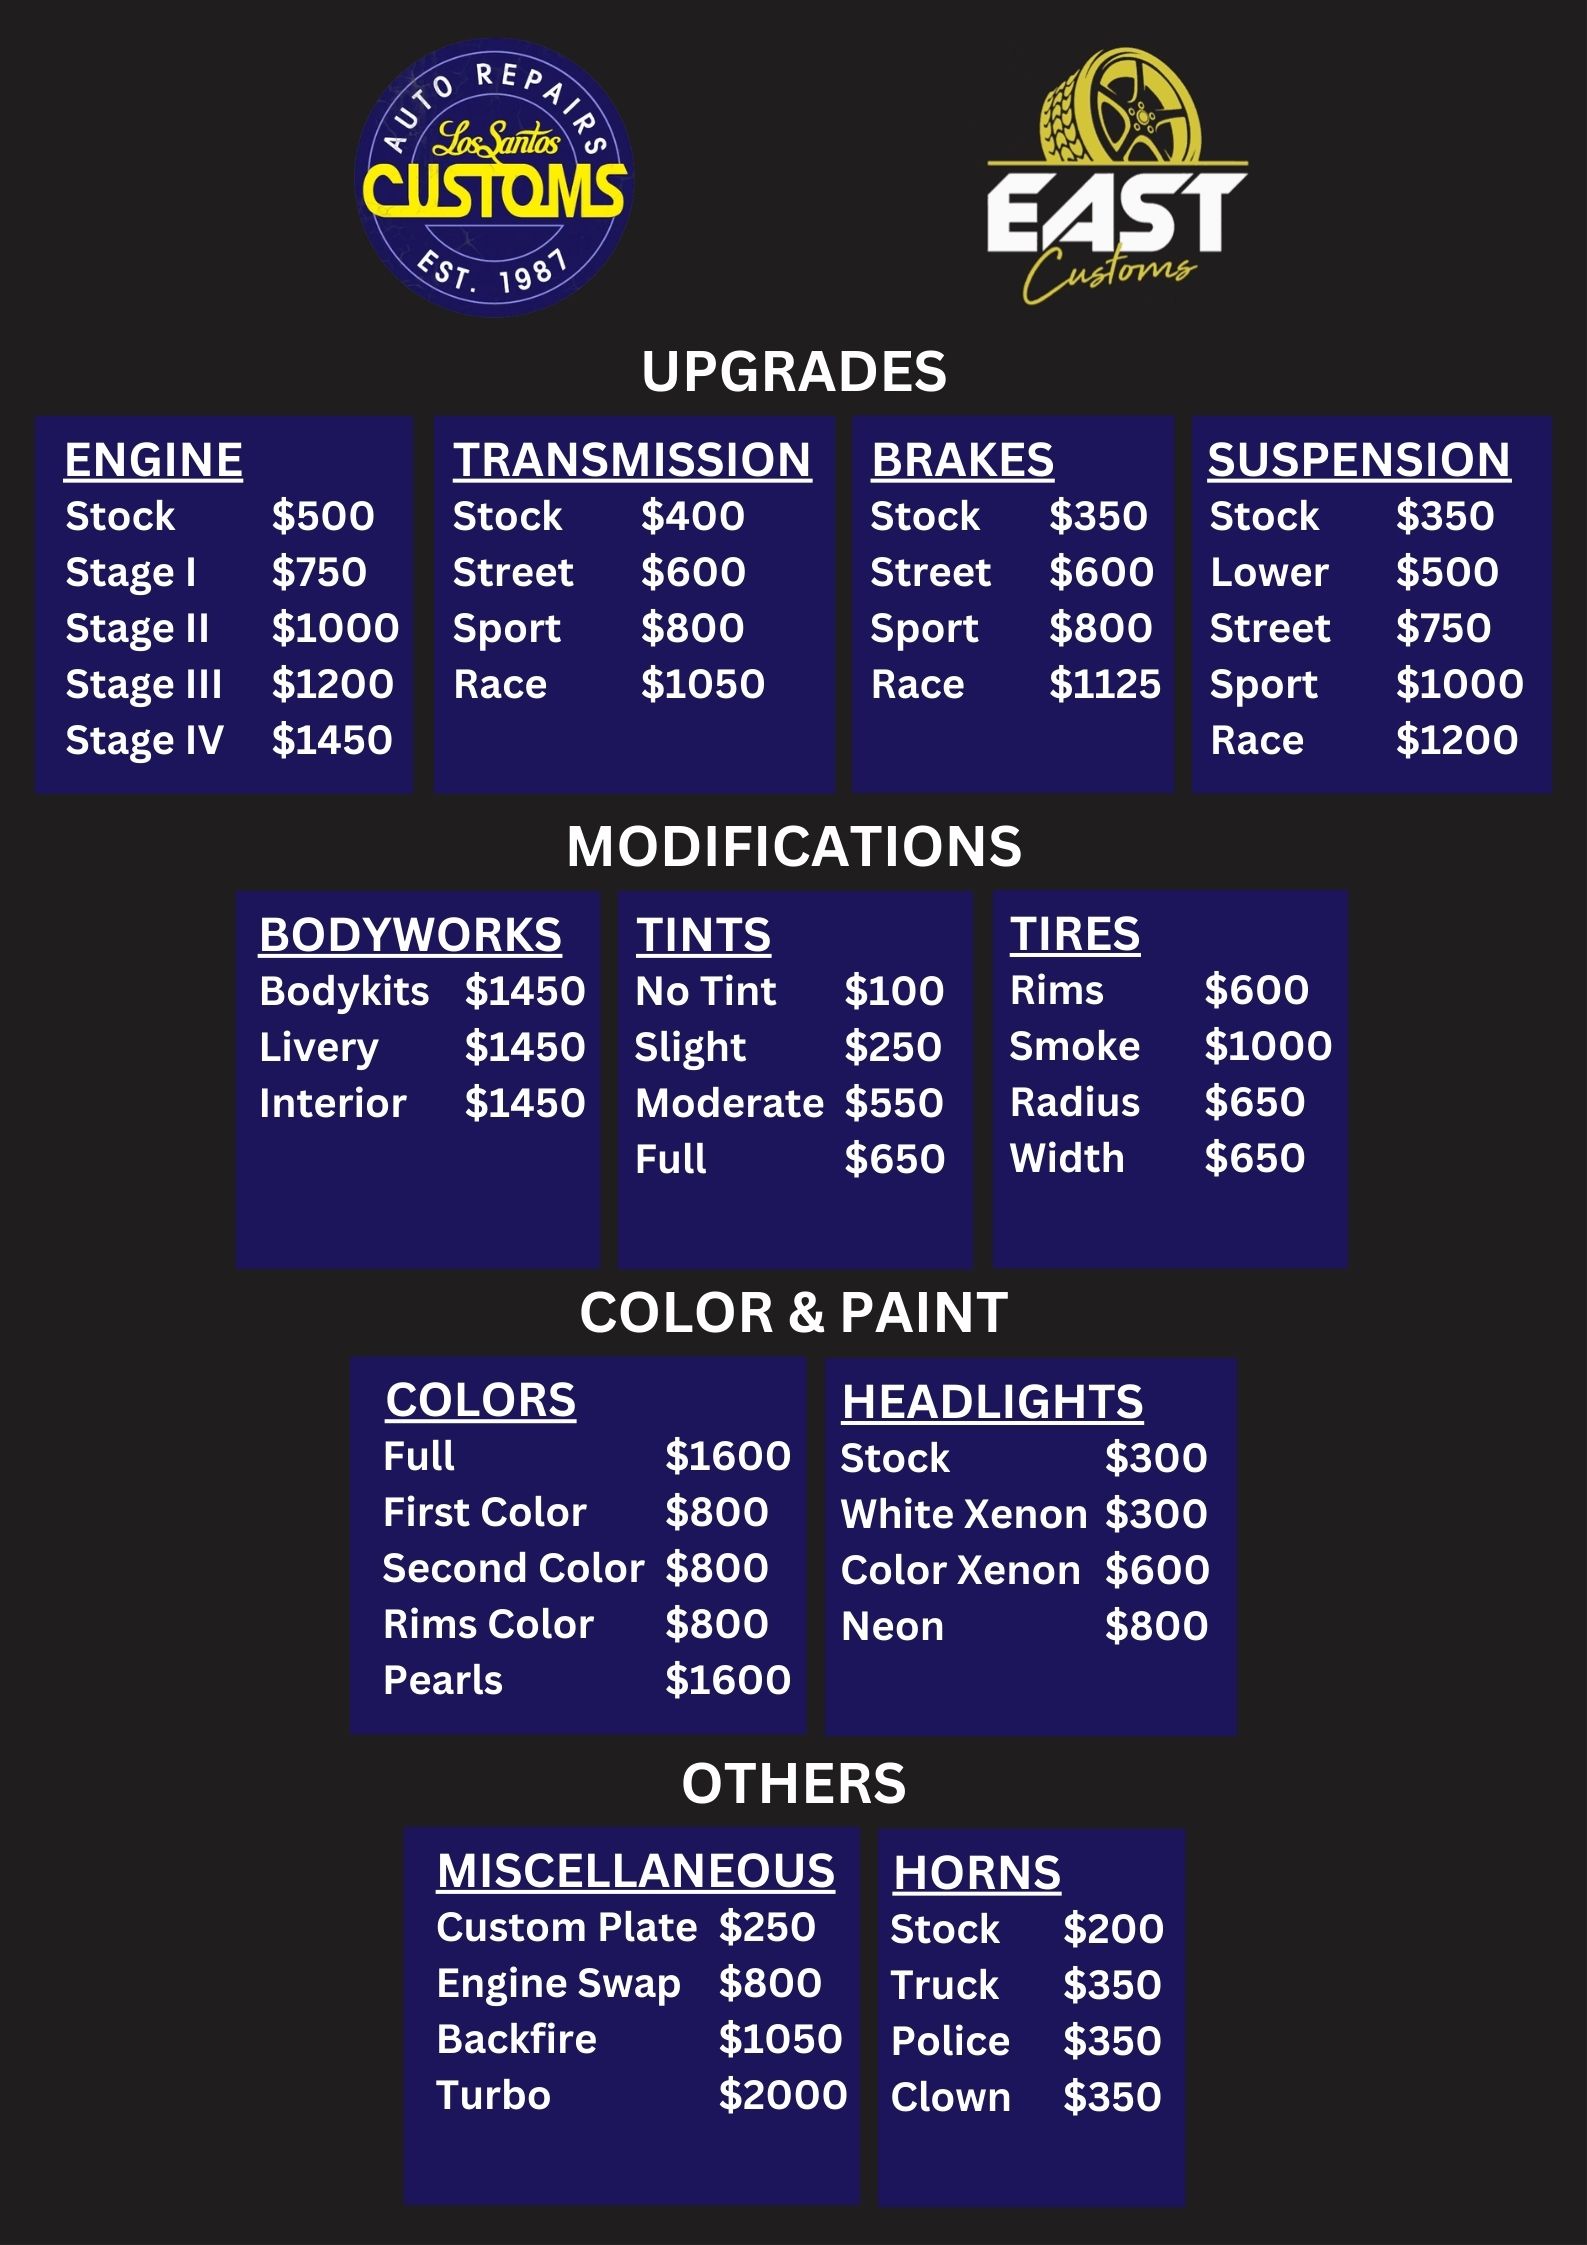 AUTO REPAIRS
Los Santos
CUSTOMS
EST. 1987
EAST
Customs
UPGRADES
ENGINE
Stock $500
Stage I $750
Stage II $1000
Stage III $1200
Stage IV $1450
TRANSMISSION
Stock $400
Street $600
Sport $800
Race $1050
BRAKES
Stock $350
Street $600
Sport $800
Race $1125
SUSPENSION
Stock $350
Lower $500
Street $750
Sport $1000
Race $1200
MODIFICATIONS
BODYWORKS
Bodykits $1450
Livery $1450
Interior $1450
TINTS
No Tint $100
Slight $250
Moderate $550
Full $650
TIRES
Rims $600
Smoke $1000
Radius $650
Width $650
COLOR & PAINT
COLORS
Full $1600
First Color $800
Second Color $800
Rims Color $800
Pearls $1600
HEADLIGHTS
Stock $300
White Xenon $300
Color Xenon $600
Neon $800
OTHERS
MISCELLANEOUS
Custom Plate $250
Engine Swap $800
Backfire $1050
Turbo $2000
HORNS
Stock $200
Truck $350
Police $350
Clown $350